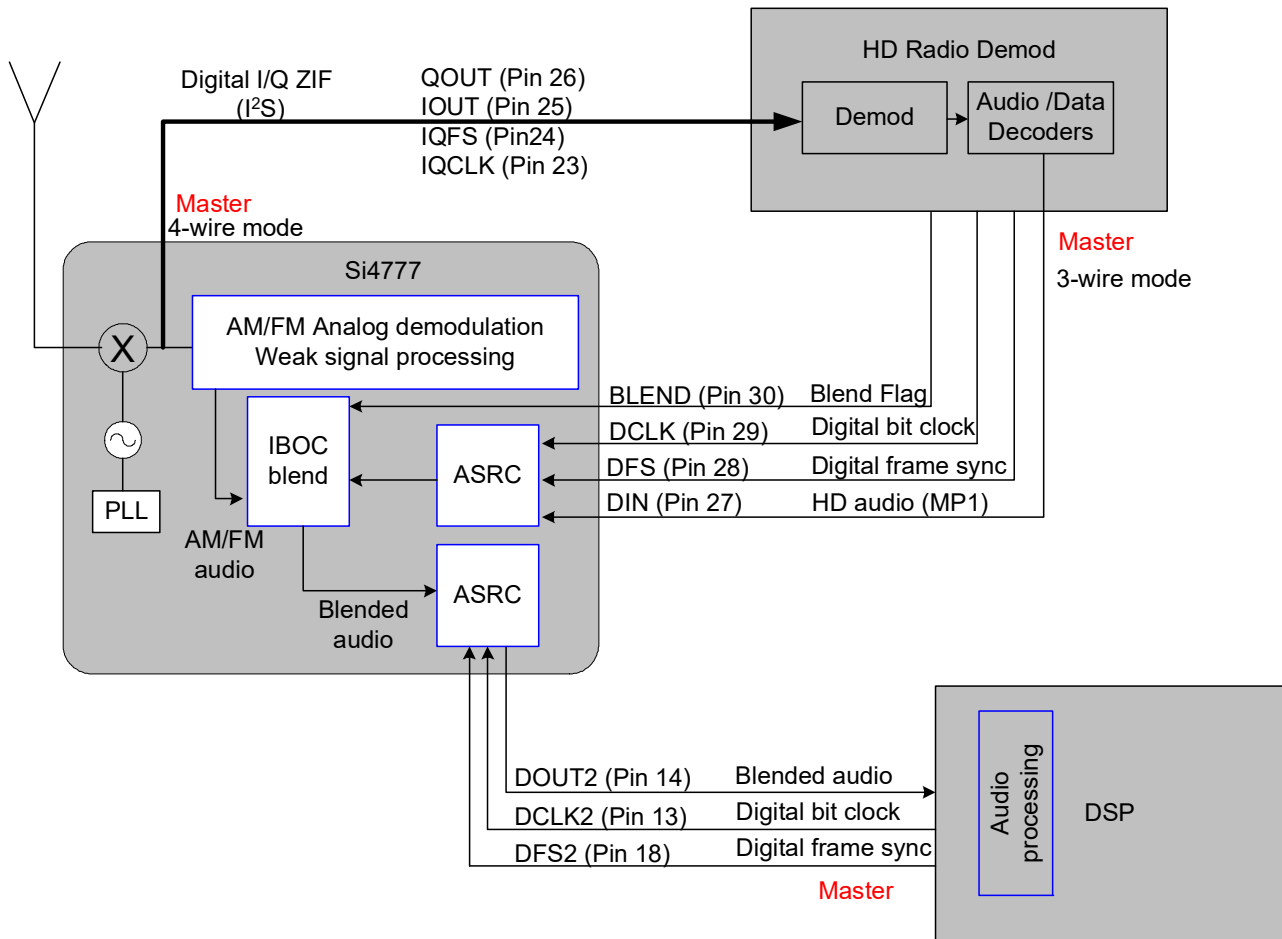 HD Radio Demod
Digital I/Q ZIF
(I²S)
QOUT (Pin 26)
IOUT (Pin 25)
IQFS (Pin24)
IQCLK (Pin 23)
Demod
Audio /Data
Decoders
Master
4-wire mode
Master
3-wire mode
Si4777
X
AM/FM Analog demodulation
Weak signal processing
PLL
IBOC
blend
ASRC
BLEND (Pin 30) Blend Flag
DCLK (Pin 29) Digital bit clock
DFS (Pin 28) Digital frame sync
DIN (Pin 27) HD audio (MP1)
AM/FM
audio
Blended
audio
ASRC
DOUT2 (Pin 14) Blended audio
DCLK2 (Pin 13) Digital bit clock
DFS2 (Pin 18) Digital frame sync
Master
Audio
processing
DSP